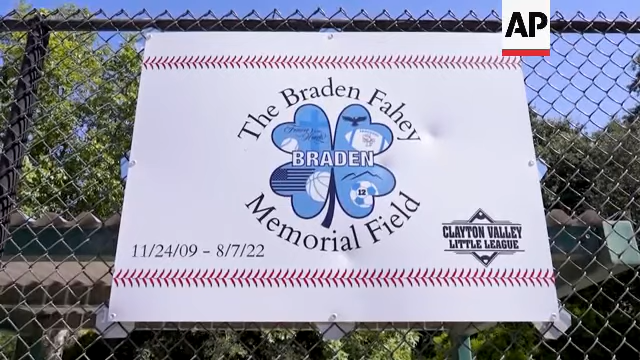 AP
The Braden Fahey
BRADEN
12
Memorial Field
11/24/09 – 8/7/22
CLAYTON VALLEY
LITTLE LEAGUE